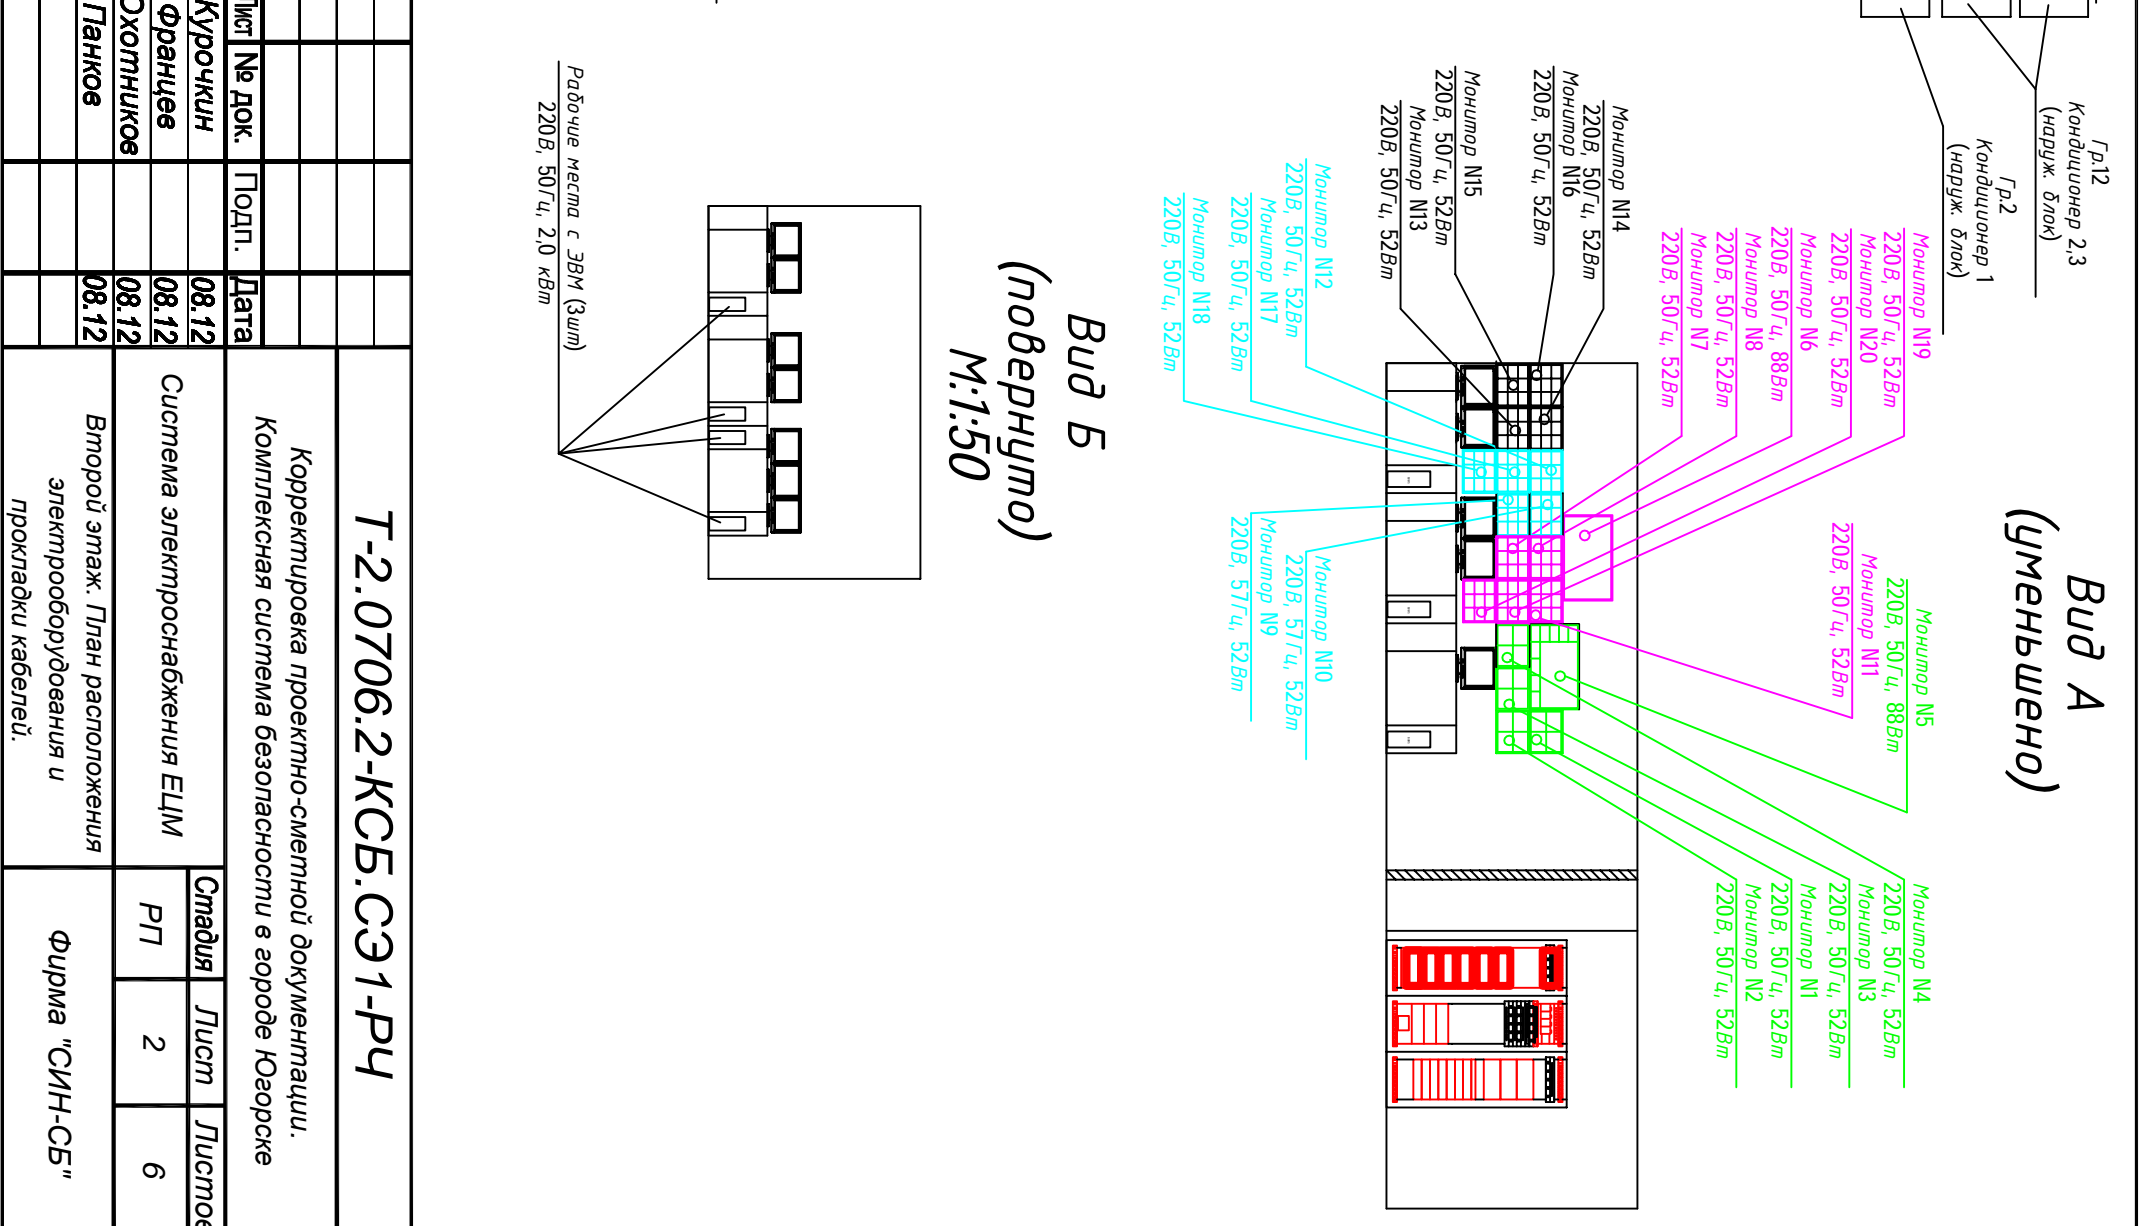 Гр.12
Кондиционер 2,3
(наруж. блок)
Гр.2
Кондиционер 1
(наруж. блок)
Вид А
(уменьшено)
Монитор N14
220В, 50Гц, 52Вт
Монитор N16
220В, 50Гц, 52Вт
Монитор N15
220В, 50Гц, 52Вт
Монитор N13
220В, 50Гц, 52Вт
Монитор N19
220В, 50Гц, 52Вт
Монитор N20
220В, 50Гц, 52Вт
Монитор N6
220В, 50Гц, 88Вт
Монитор N8
220В, 50Гц, 52Вт
Монитор N7
220В, 50Гц, 52Вт
Монитор N5
220В, 50Гц, 88Вт
Монитор N11
220В, 50Гц, 52Вт
Монитор N4
220В, 50Гц, 52Вт
Монитор N3
220В, 50Гц, 52Вт
Монитор N1
220В, 50Гц, 52Вт
Монитор N2
220В, 50Гц, 52Вт
Монитор N12
220В, 50Гц, 52Вт
Монитор N17
220В, 50Гц, 52Вт
Монитор N18
220В, 50Гц, 52Вт
Монитор N10
220В, 57Гц, 52Вт
Монитор N9
220В, 57Гц, 52Вт
Вид Б
(повернуто)
М:1:50
Рабочие места с ЭВМ (3шт)
220В, 50Гц, 2,0 кВт
Т-2.0706.2-КСБ.СЭ1-РЧ
Корректировка проектно-сметной документации.
Комплексная система безопасности в городе Югорске
Лист № док. Подп. Дата
Курочкин 08.12
Францев 08.12
Охотников 08.12
Панков 08.12
Система электроснабжения ЕЦМ
Стадия Лист Листов
РП 2 6
Второй этаж. План расположения
электрооборудования и
прокладки кабелей.
Фирма "СИН-СБ"